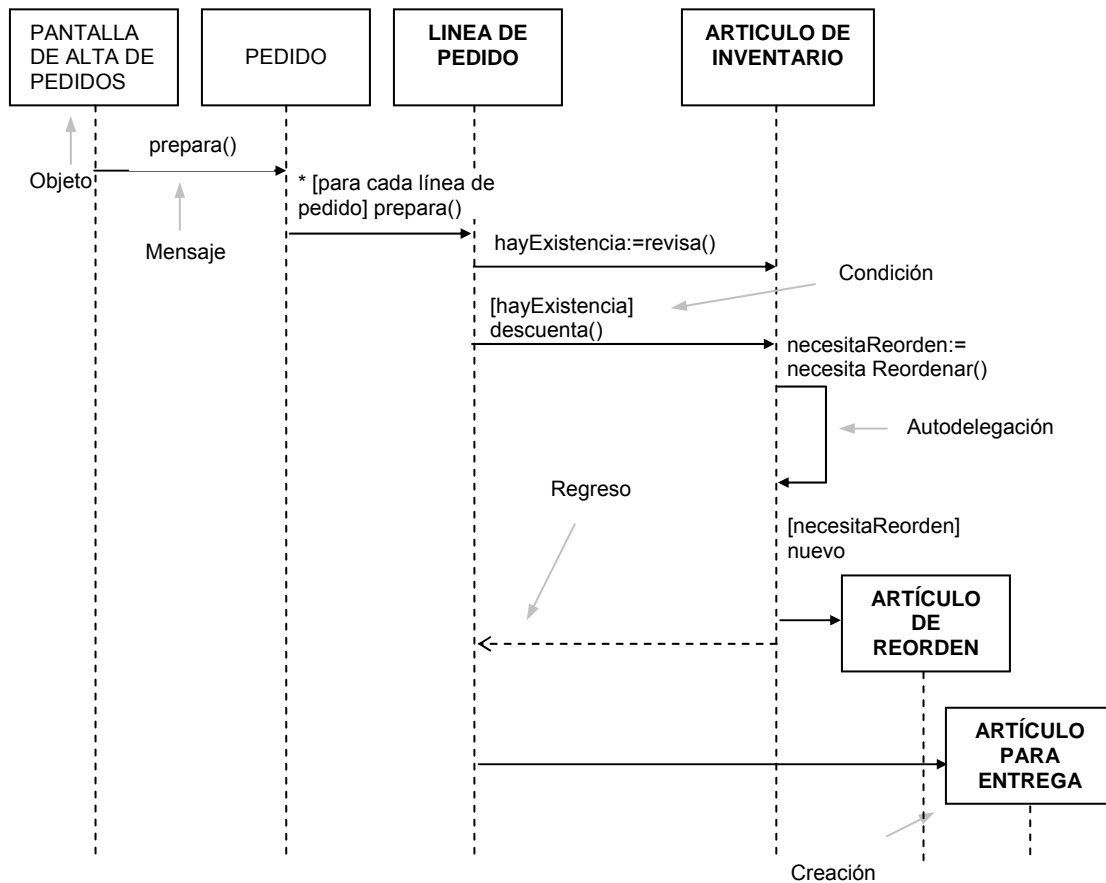 PANTALLA
DE ALTA DE
PEDIDOS
PEDIDO
LINEA DE
PEDIDO
ARTICULO DE
INVENTARIO
prepara()
Objeto
* [para cada línea de
pedido] prepara()
Mensaje
hayExistencia:=revisa()
Condición
[hayExistencia]
descuenta()
necesitaReorden:=
necesita Reordenar()
Autodelegación
Regreso
[necesitaReorden]
nuevo
ARTÍCULO
DE
REORDEN
ARTÍCULO
PARA
ENTREGA
Creación